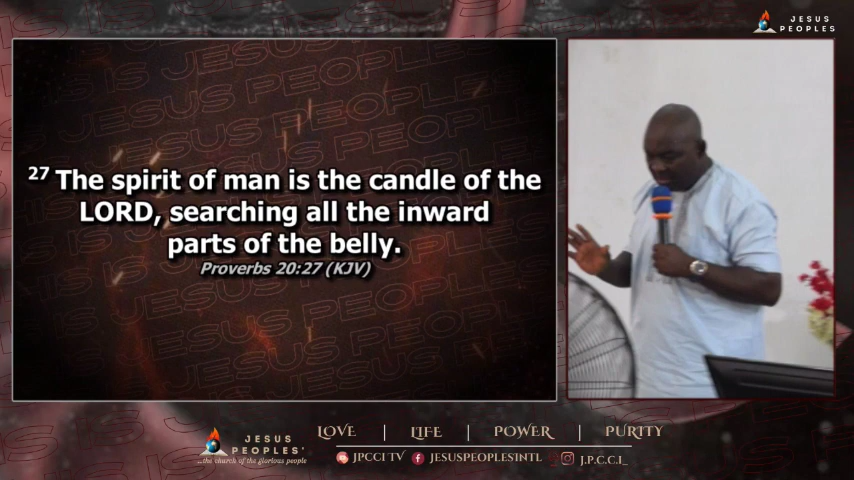 JESUS
PEOPLES
27 The spirit of man is the candle of the
LORD, searching all the inward
parts of the belly.
Proverbs 20:27 (KJV)
JESUS
PEOPLES'
...the church of the glorious people
LOVE | LIFE | POWER | PURITY
JPCCI TV JESUSPEOPLESINTL J.P.C.C.I_